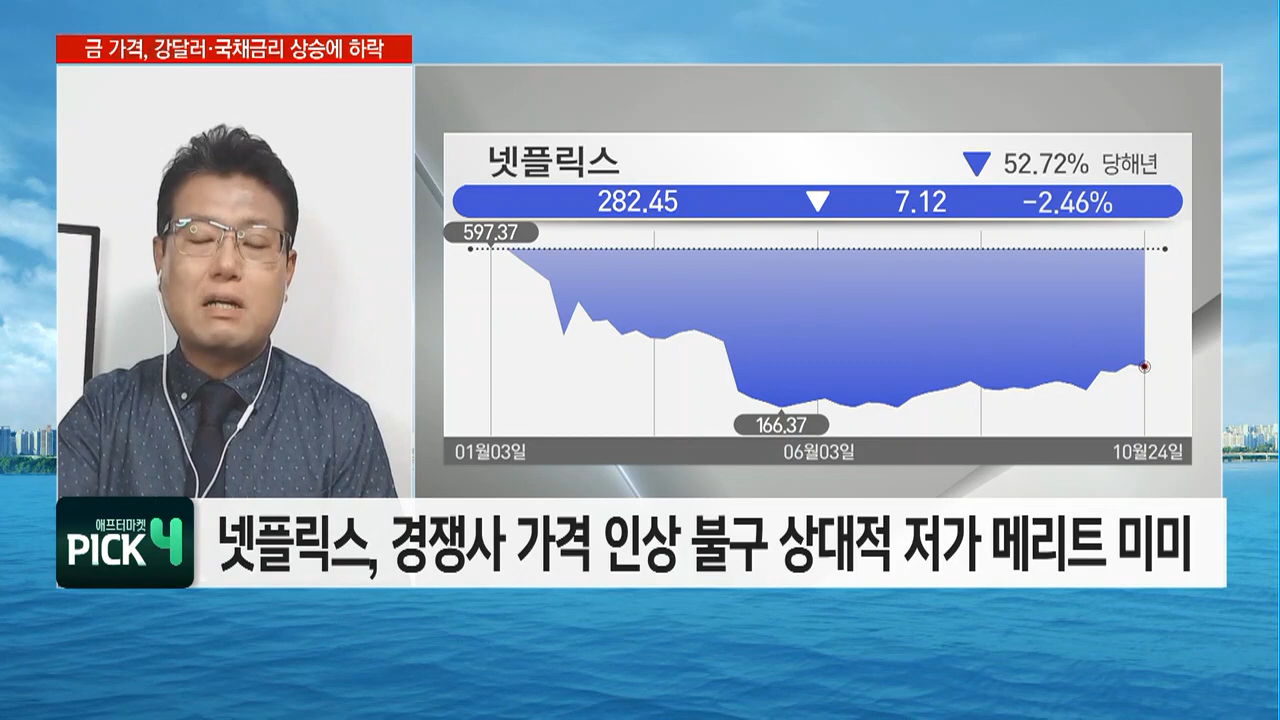 금 가격, 강달러·국채금리 상승에 하락
넷플릭스
▼ 52.72% 당해년
282.45 ▼ 7.12 -2.46%
597.37
166.37
01월03일 06월03일 10월24일
애프터마켓
PICK 4
넷플릭스, 경쟁사 가격 인상 불구 상대적 저가 메리트 미미